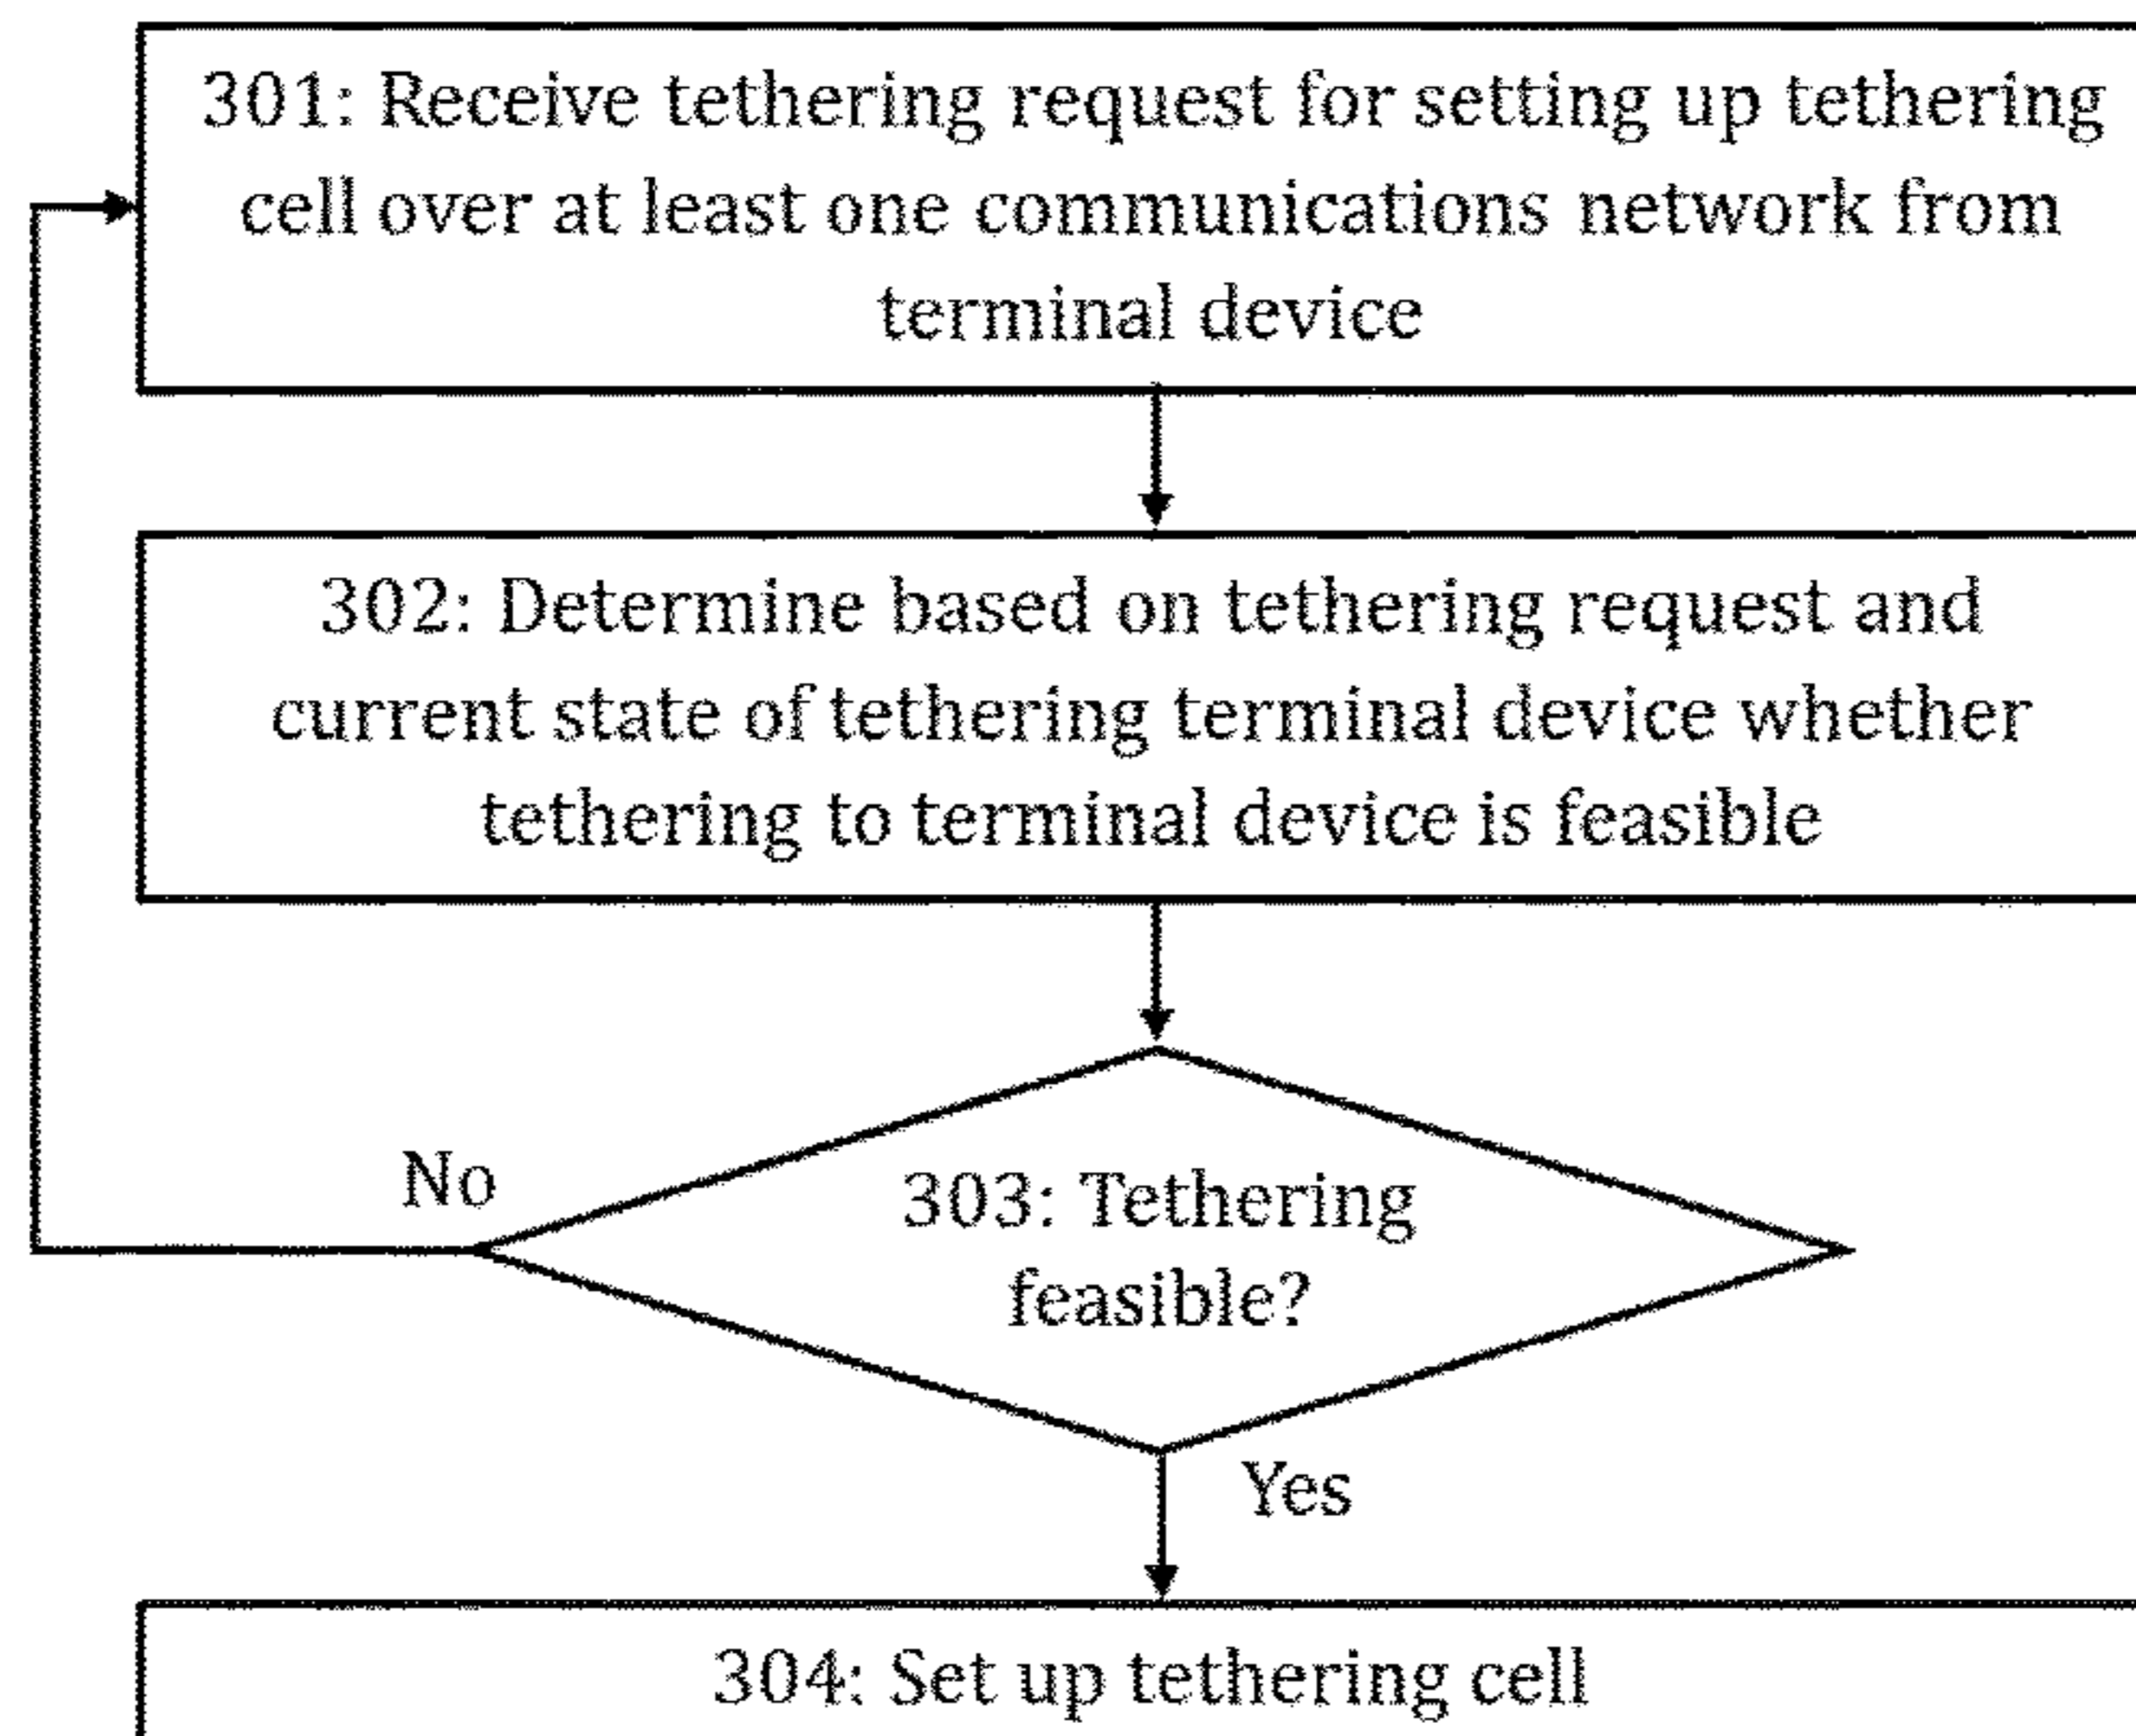 301: Receive tethering request for setting up tethering
cell over at least one communications network from
terminal device
302: Determine based on tethering request and
current state of tethering terminal device whether
tethering to terminal device is feasible
No
303: Tethering
feasible?
Yes
304: Set up tethering cell